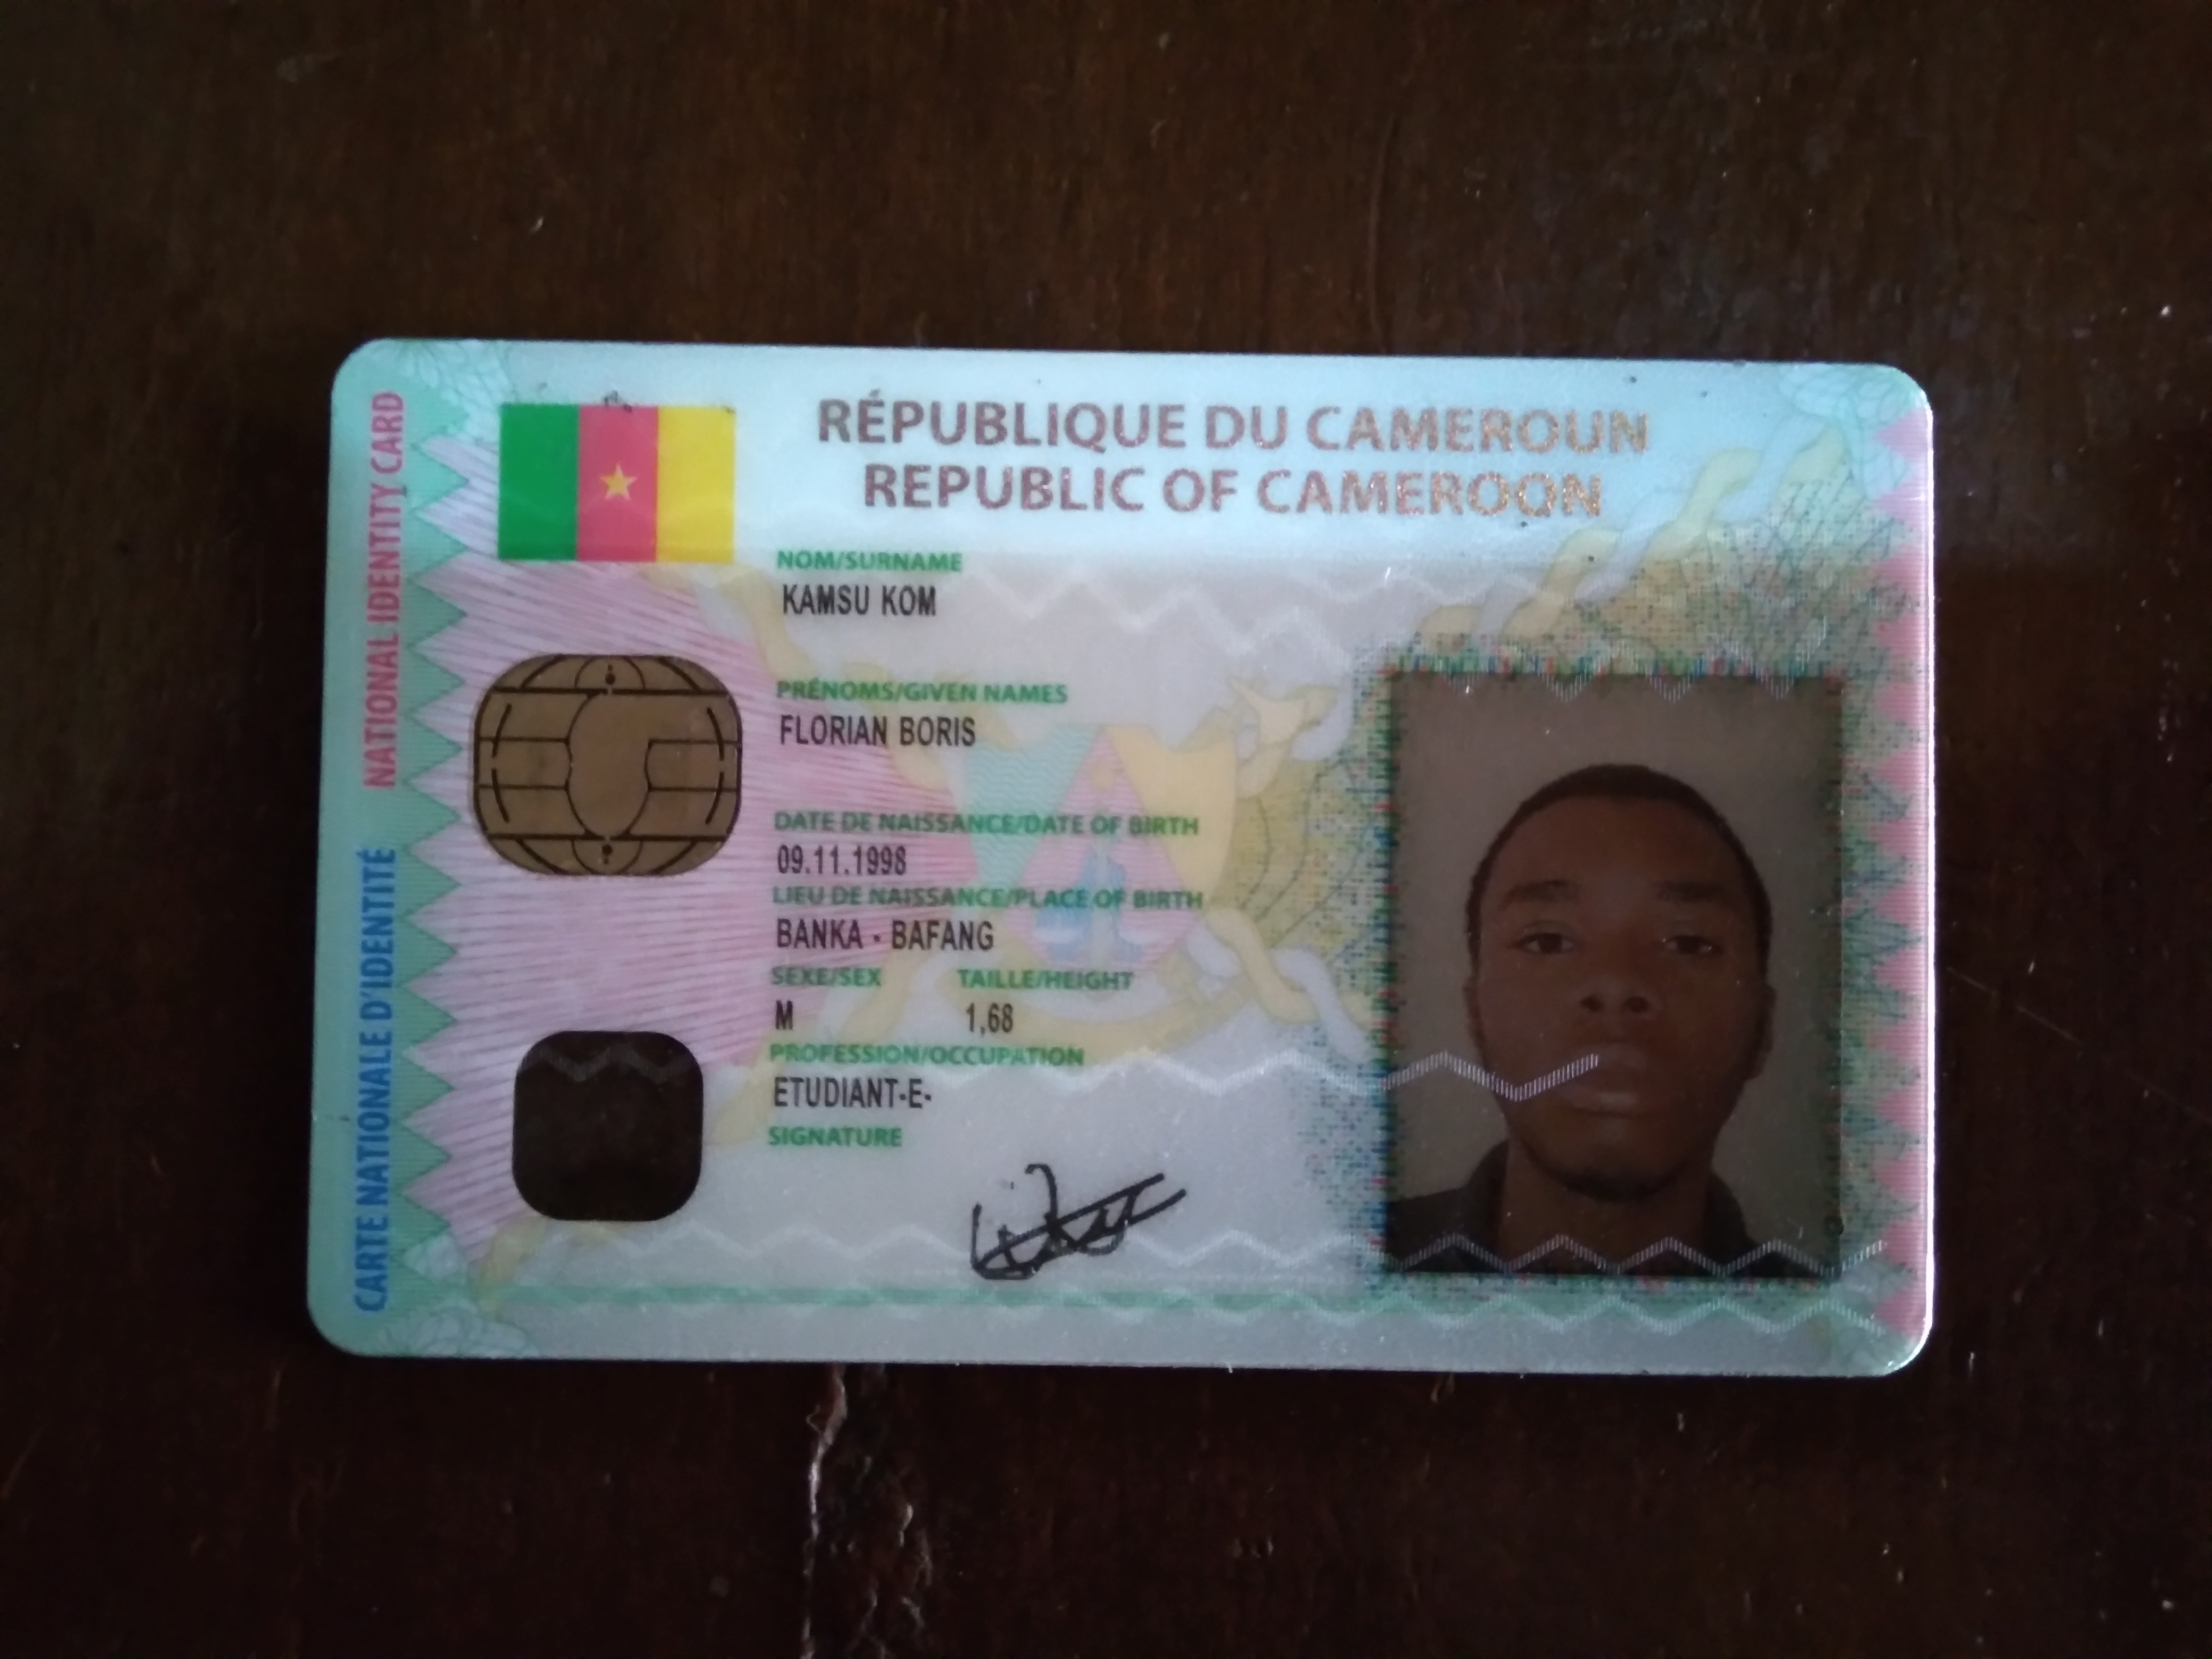 RÉPUBLIQUE DU CAMEROUN
REPUBLIC OF CAMEROON
NATIONAL IDENTITY CARD
CARTE NATIONALE D'IDENTITÉ
NOM/SURNAME
KAMSU KOM
PRÉNOMS/GIVEN NAMES
FLORIAN BORIS
DATE DE NAISSANCE/DATE OF BIRTH
09.11.1998
LIEU DE NAISSANCE/PLACE OF BIRTH
BANKA - BAFANG
SEXE/SEX TAILLE/HEIGHT
M 1,68
PROFESSION/OCCUPATION
ETUDIANT-E-
SIGNATURE